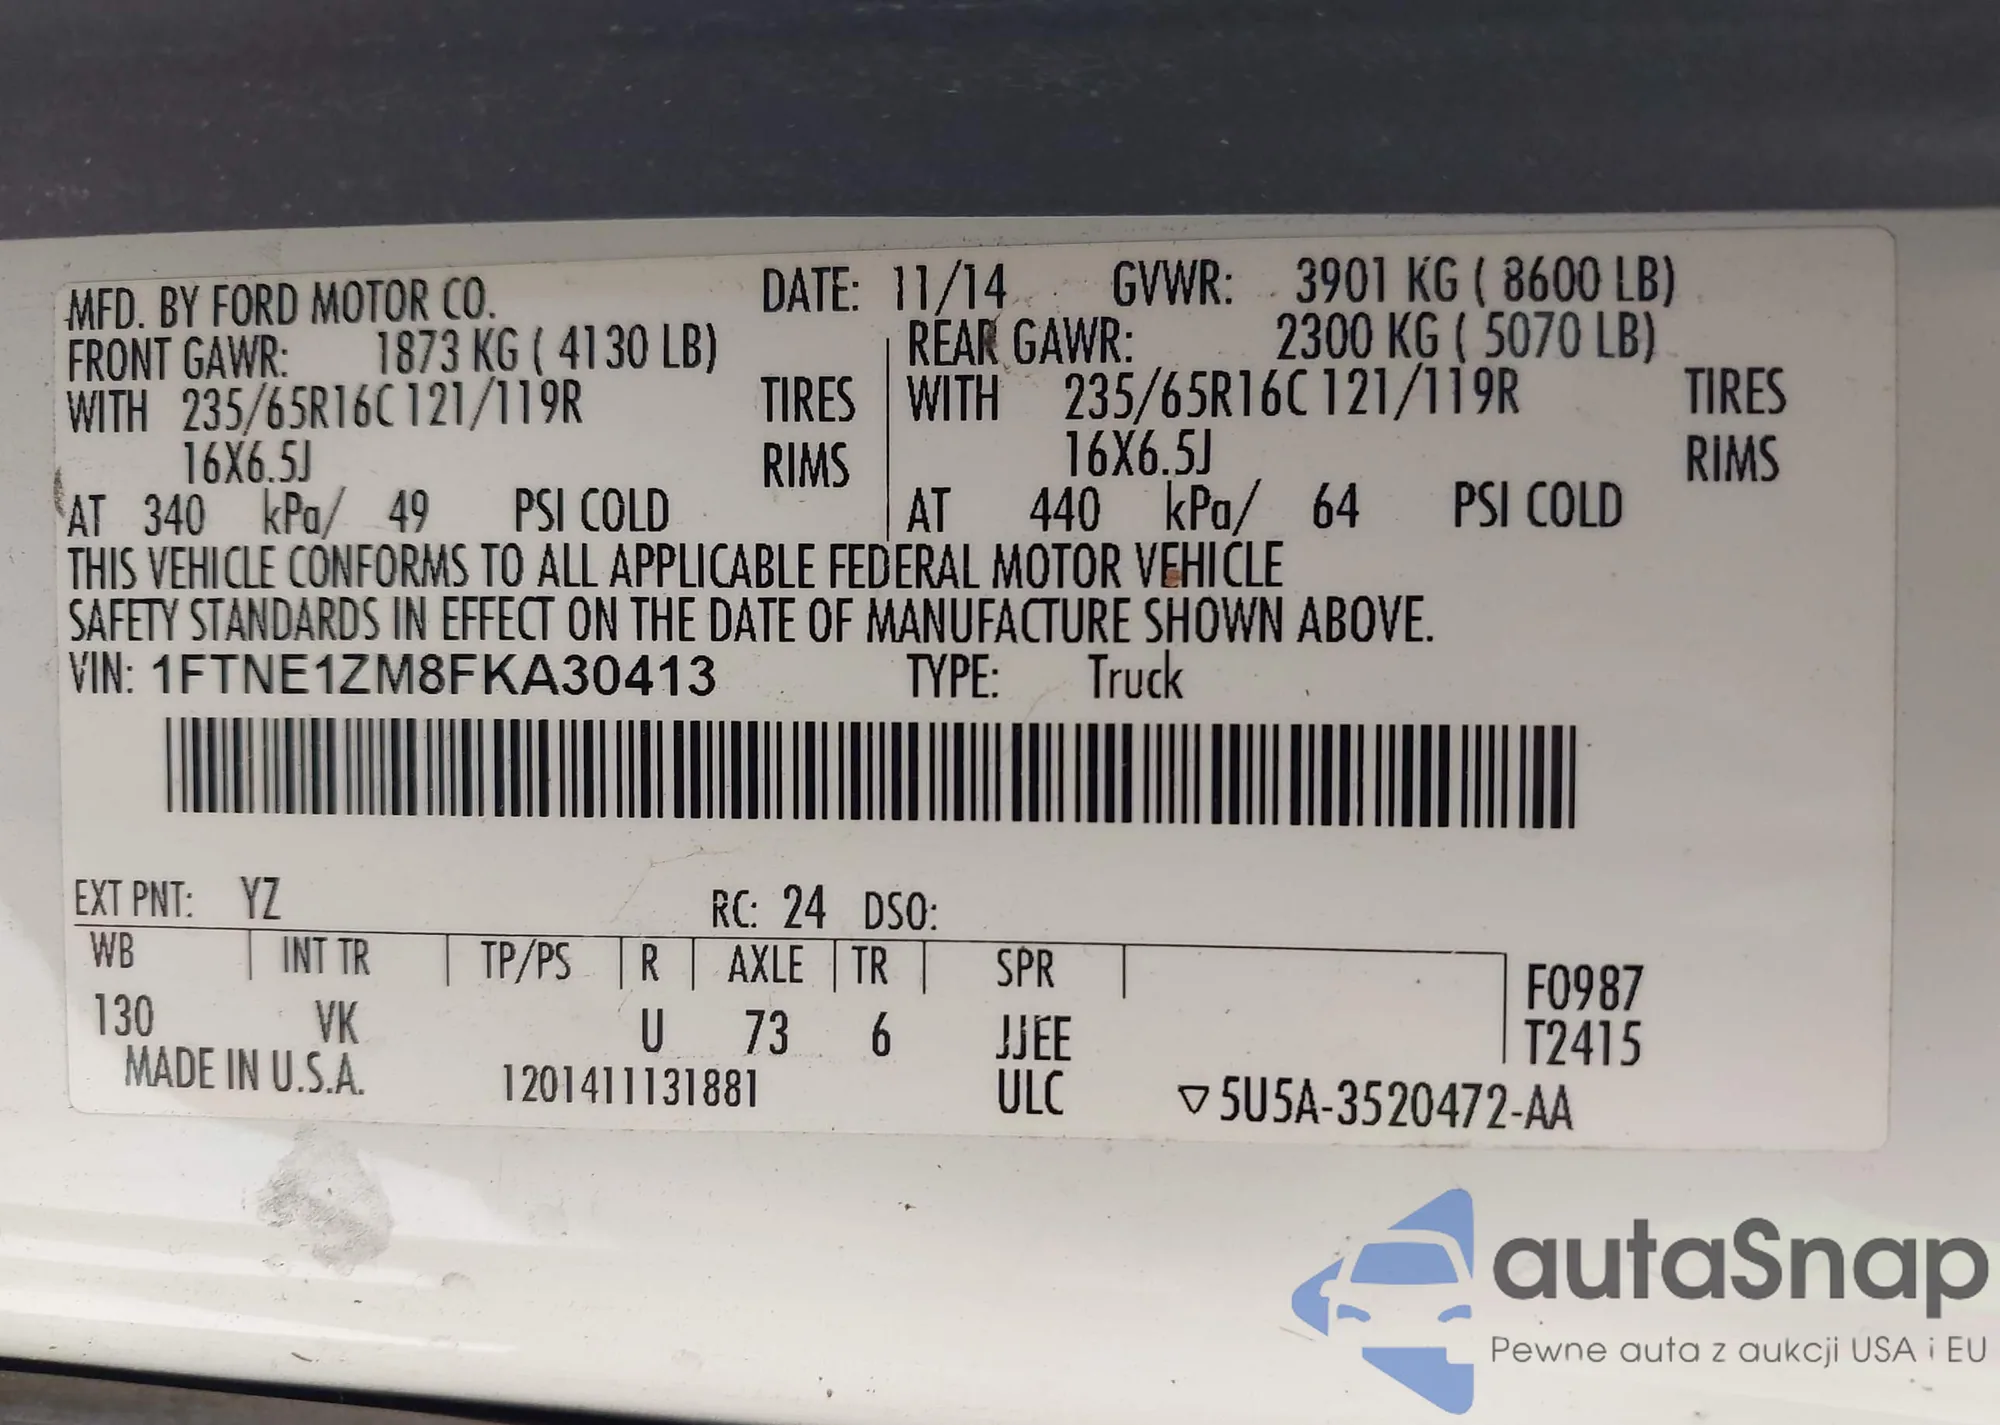 MFD. BY FORD MOTOR CO. DATE: 11/14 GVWR: 3901 KG ( 8600 LB)
FRONT GAWR: 1873 KG ( 4130 LB) REAR GAWR: 2300 KG ( 5070 LB)
WITH 235/65R16C 121/119R TIRES WITH 235/65R16C 121/119R TIRES
16X6.5J RIMS 16X6.5J RIMS
AT 340 kPa/ 49 PSI COLD AT 440 kPa/ 64 PSI COLD
THIS VEHICLE CONFORMS TO ALL APPLICABLE FEDERAL MOTOR VEHICLE
SAFETY STANDARDS IN EFFECT ON THE DATE OF MANUFACTURE SHOWN ABOVE.
VIN: 1FTNE1ZM8FKA30413 TYPE: Truck
EXT PNT: YZ RC: 24 DSO:
WB INT TR TP/PS R AXLE TR SPR F0987
130 VK U 73 6 JJEE T2415
MADE IN U.S.A. 1201411131881 ULC ▽5U5A-3520472-AA
autaSnap
Pewne auta z aukcji USA i EU